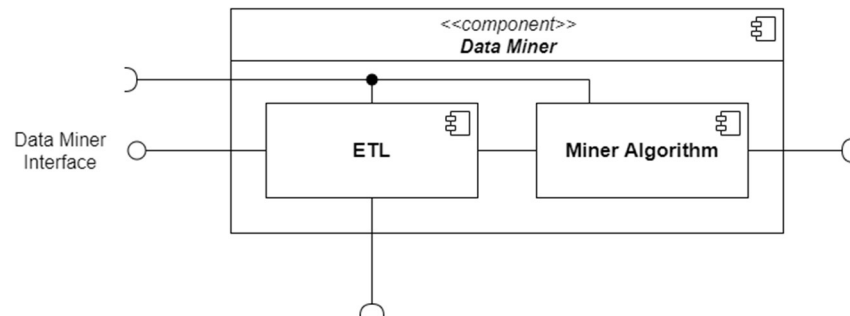 <<component>>
Data Miner
Data Miner
Interface
ETL
Miner Algorithm